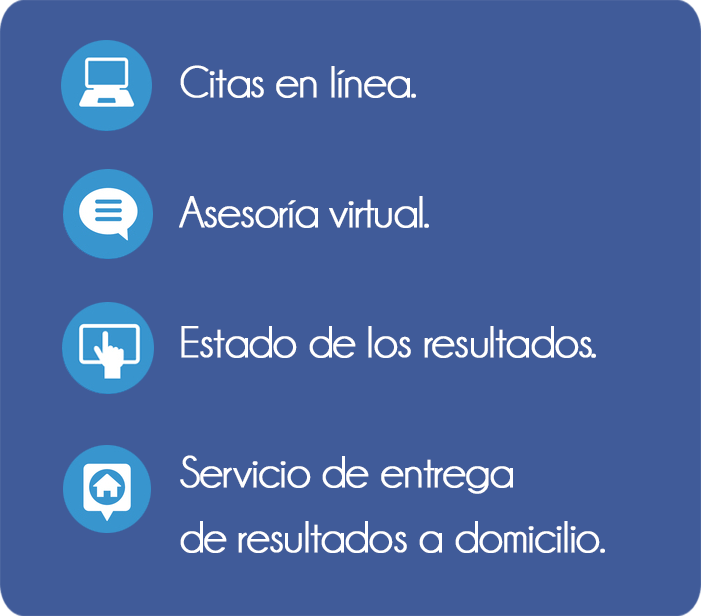 Citas en línea.
Asesoría virtual.
Estado de los resultados.
Servicio de entrega
de resultados a domicilio.